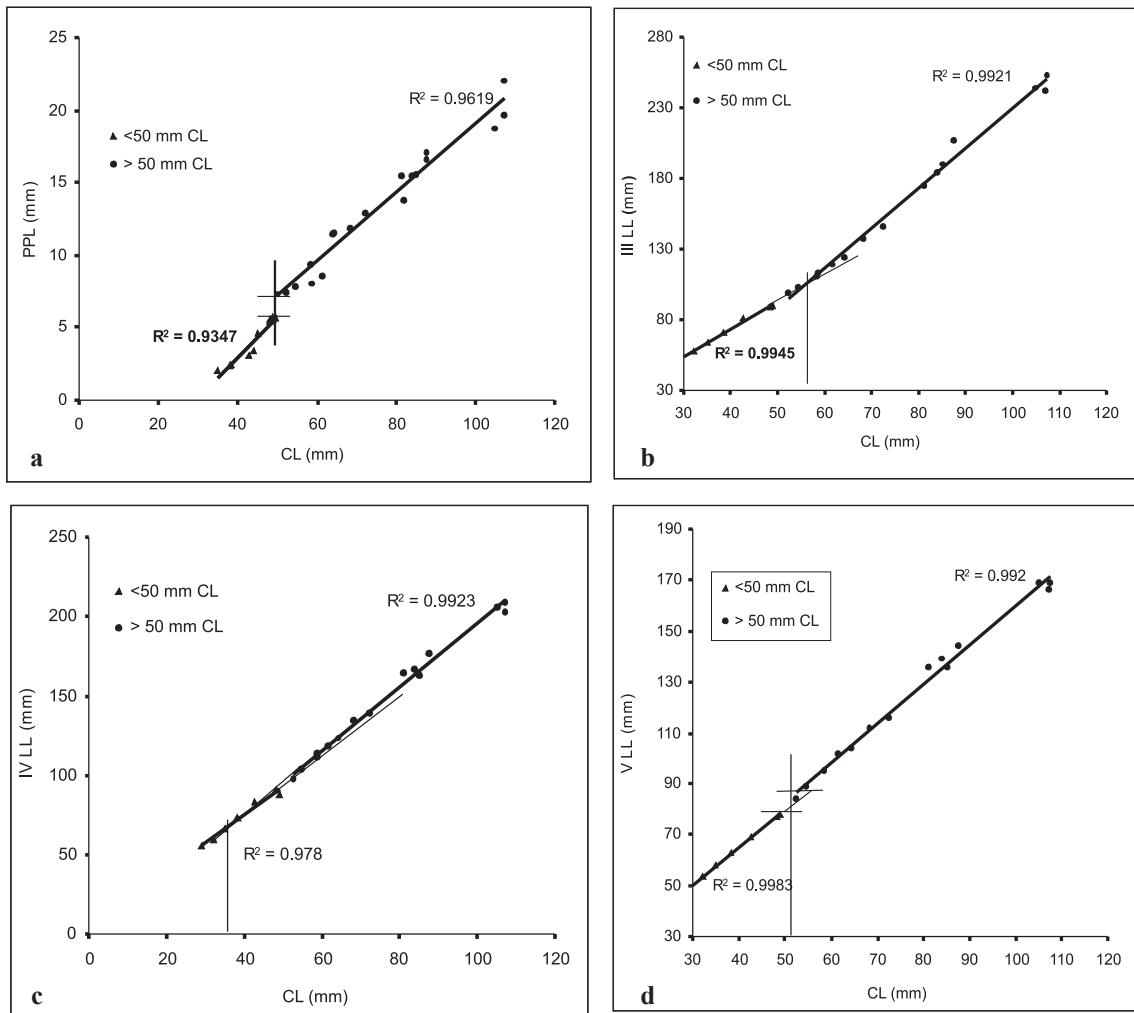 25
20
15
10
5
0
PPL (mm)
0 20 40 60 80 100 120
CL (mm)
<50 mm CL
> 50 mm CL
R² = 0.9619
R² = 0.9347
a
280
230
180
130
80
30
III LL (mm)
30 40 50 60 70 80 90 100 110 120
CL (mm)
<50 mm CL
> 50 mm CL
R² = 0.9921
R² = 0.9945
b
250
200
150
100
50
0
IV LL (mm)
0 20 40 60 80 100 120
CL (mm)
<50 mm CL
> 50 mm CL
R² = 0.9923
R² = 0.978
c
190
170
150
130
110
90
70
50
30
V LL (mm)
30 40 50 60 70 80 90 100 110 120
CL (mm)
<50 mm CL
> 50 mm CL
R² = 0.992
R² = 0.9983
d